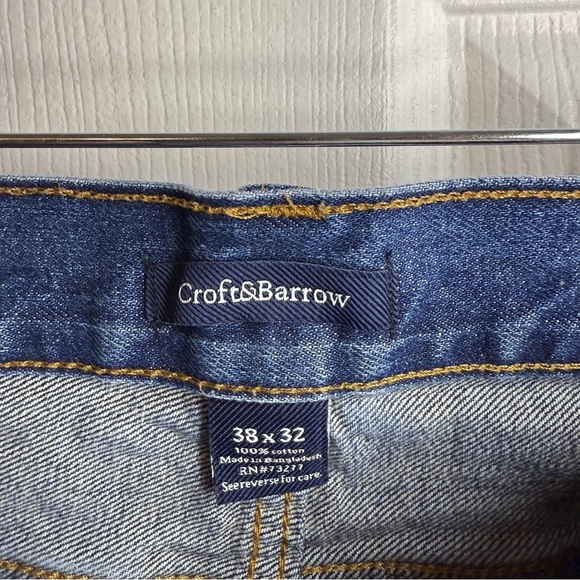 Croft&Barrow
38 x 32
100% cotton
Made in Bangladesh
RN#73277
See reverse for care.